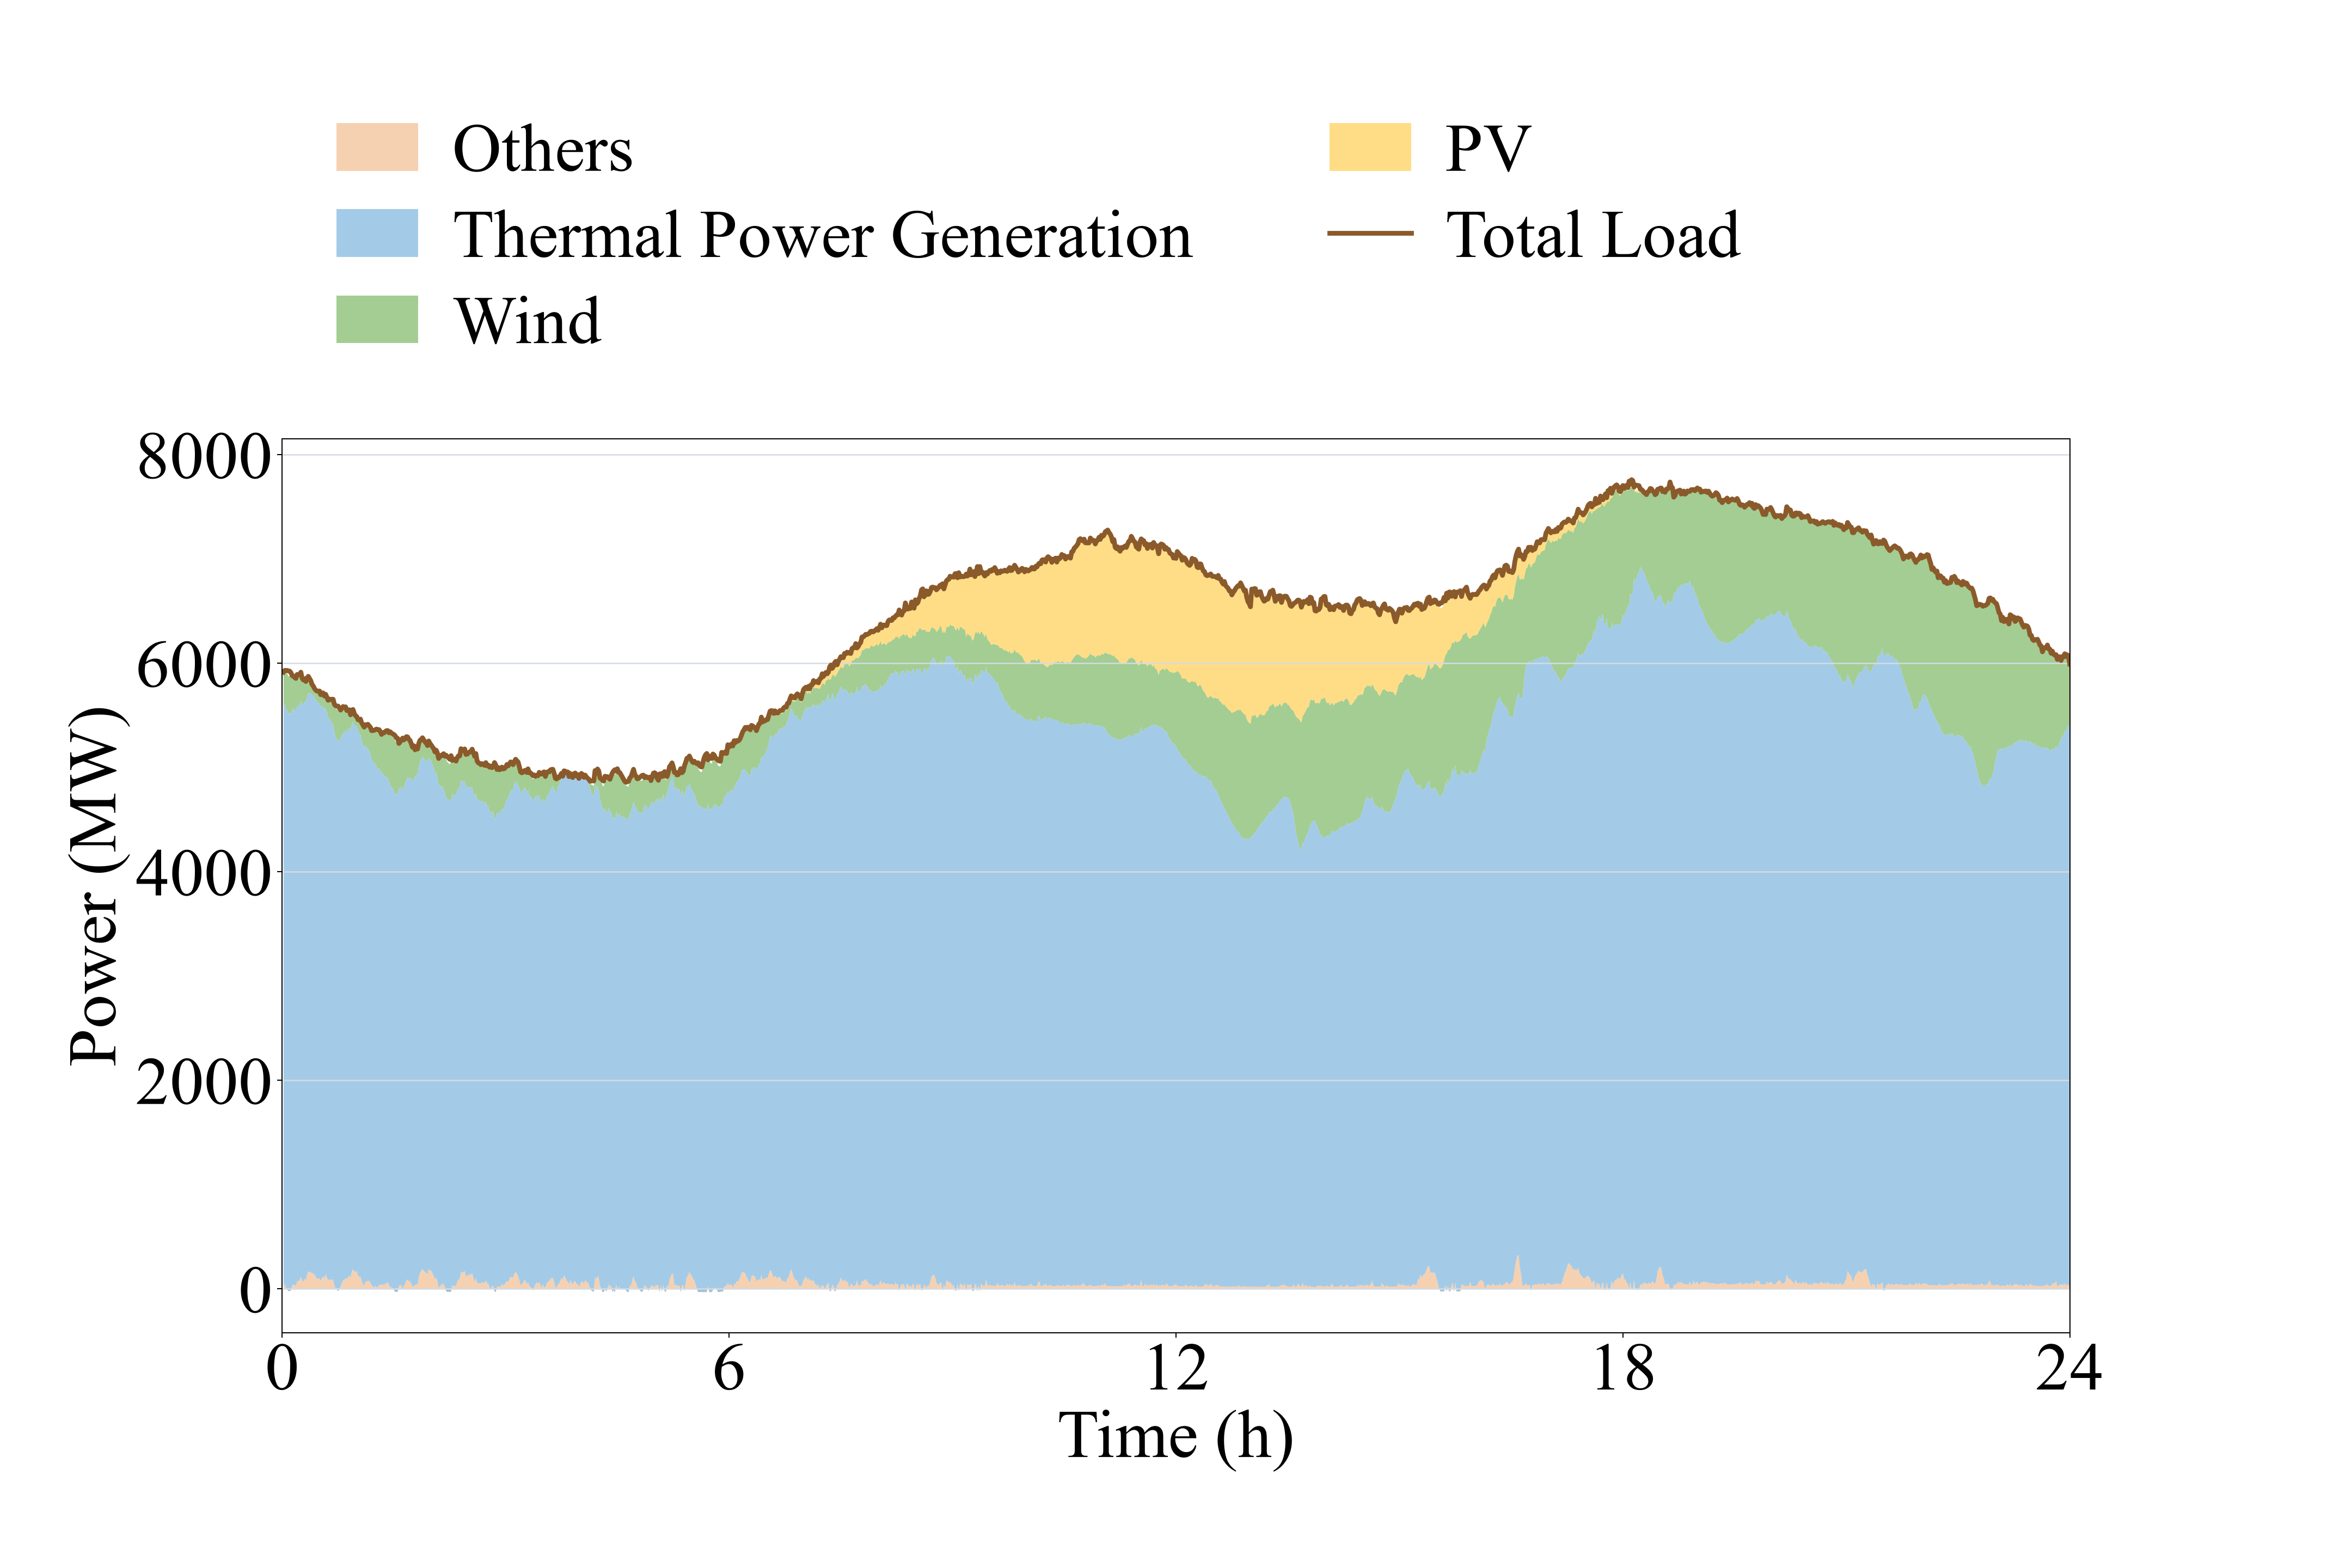 Others
Thermal Power Generation
Wind
PV
Total Load
8000
6000
4000
2000
0
Power (MW)
0 6 12 18 24
Time (h)